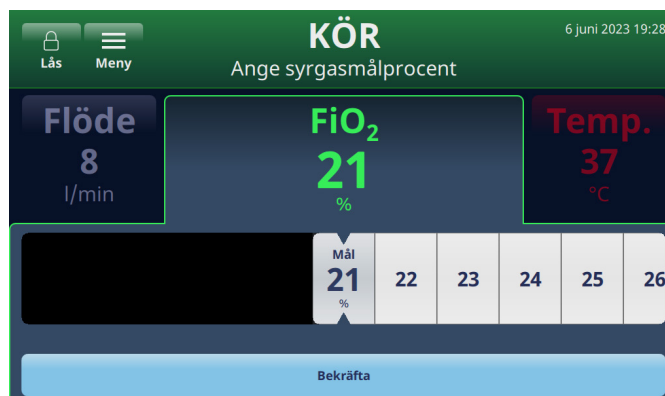 KÖR
6 juni 2023 19:28
Lås
Meny
Ange syrgasmålprocent
Flöde
8
l/min
FiO2
21
%
Temp.
37
°C
Mål
21
%
22
23
24
25
26
Bekräfta